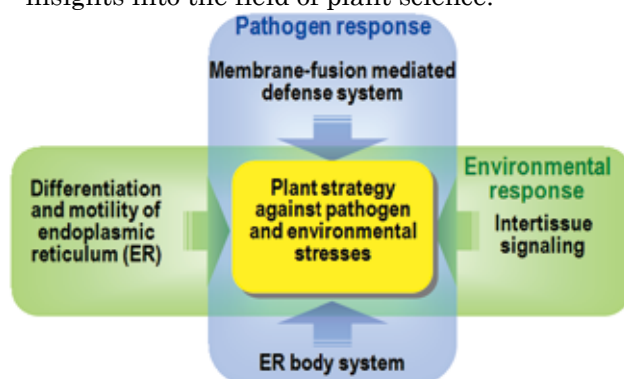 insights into the field of plant science.
Pathogen response
Membrane-fusion mediated
defense system
Differentiation
and motility of
endoplasmic
reticulum (ER)
Plant strategy
against pathogen
and environmental
stresses
Environmental
response
Intertissue
signaling
ER body system